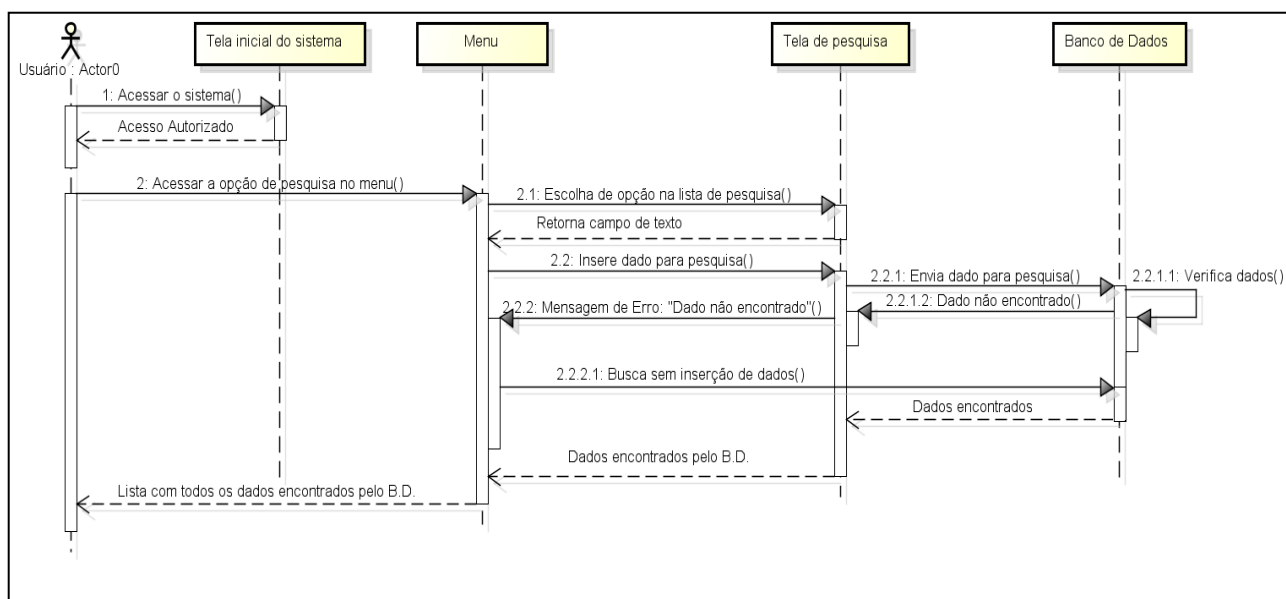 Tela inicial do sistema
Menu
Tela de pesquisa
Banco de Dados
Usuário : Actor0
1: Acessar o sistema()
Acesso Autorizado
2: Acessar a opção de pesquisa no menu()
2.1: Escolha de opção na lista de pesquisa()
Retorna campo de texto
2.2: Insere dado para pesquisa()
2.2.1: Envia dado para pesquisa()
2.2.1.1: Verifica dados()
2.2.1.2: Dado não encontrado()
2.2.2: Mensagem de Erro: "Dado não encontrado"()
2.2.2.1: Busca sem inserção de dados()
Dados encontrados
Dados encontrados pelo B.D.
Lista com todos os dados encontrados pelo B.D.